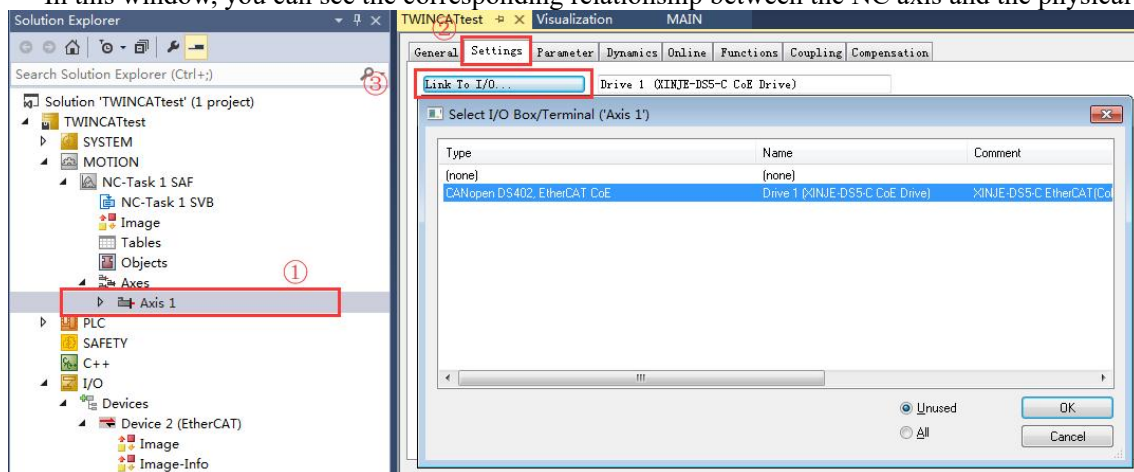 In this window, you can see the corresponding relationship between the NC axis and the physical
Solution Explorer
Search Solution Explorer (Ctrl+;)
③
Solution 'TWINCATtest' (1 project)
TWINCATtest
SYSTEM
MOTION
NC-Task 1 SAF
NC-Task 1 SVB
Image
Tables
Objects
①
Axes
Axis 1
PLC
SAFETY
C++
I/O
Devices
Device 2 (EtherCAT)
Image
Image-Info
TWINCATtest Visualization MAIN
②
General Settings Parameter Dynamics Online Functions Coupling Compensation
Link To I/O... Drive 1 (XINJE-DS5-C CoE Drive)
Select I/O Box/Terminal ('Axis 1')
Type Name Comment
(none) (none)
CANopen DS402, EtherCAT CoE Drive 1 (XINJE-DS5-C CoE Drive) XINJE-DS5-C EtherCAT(CoE
Unused OK
All Cancel